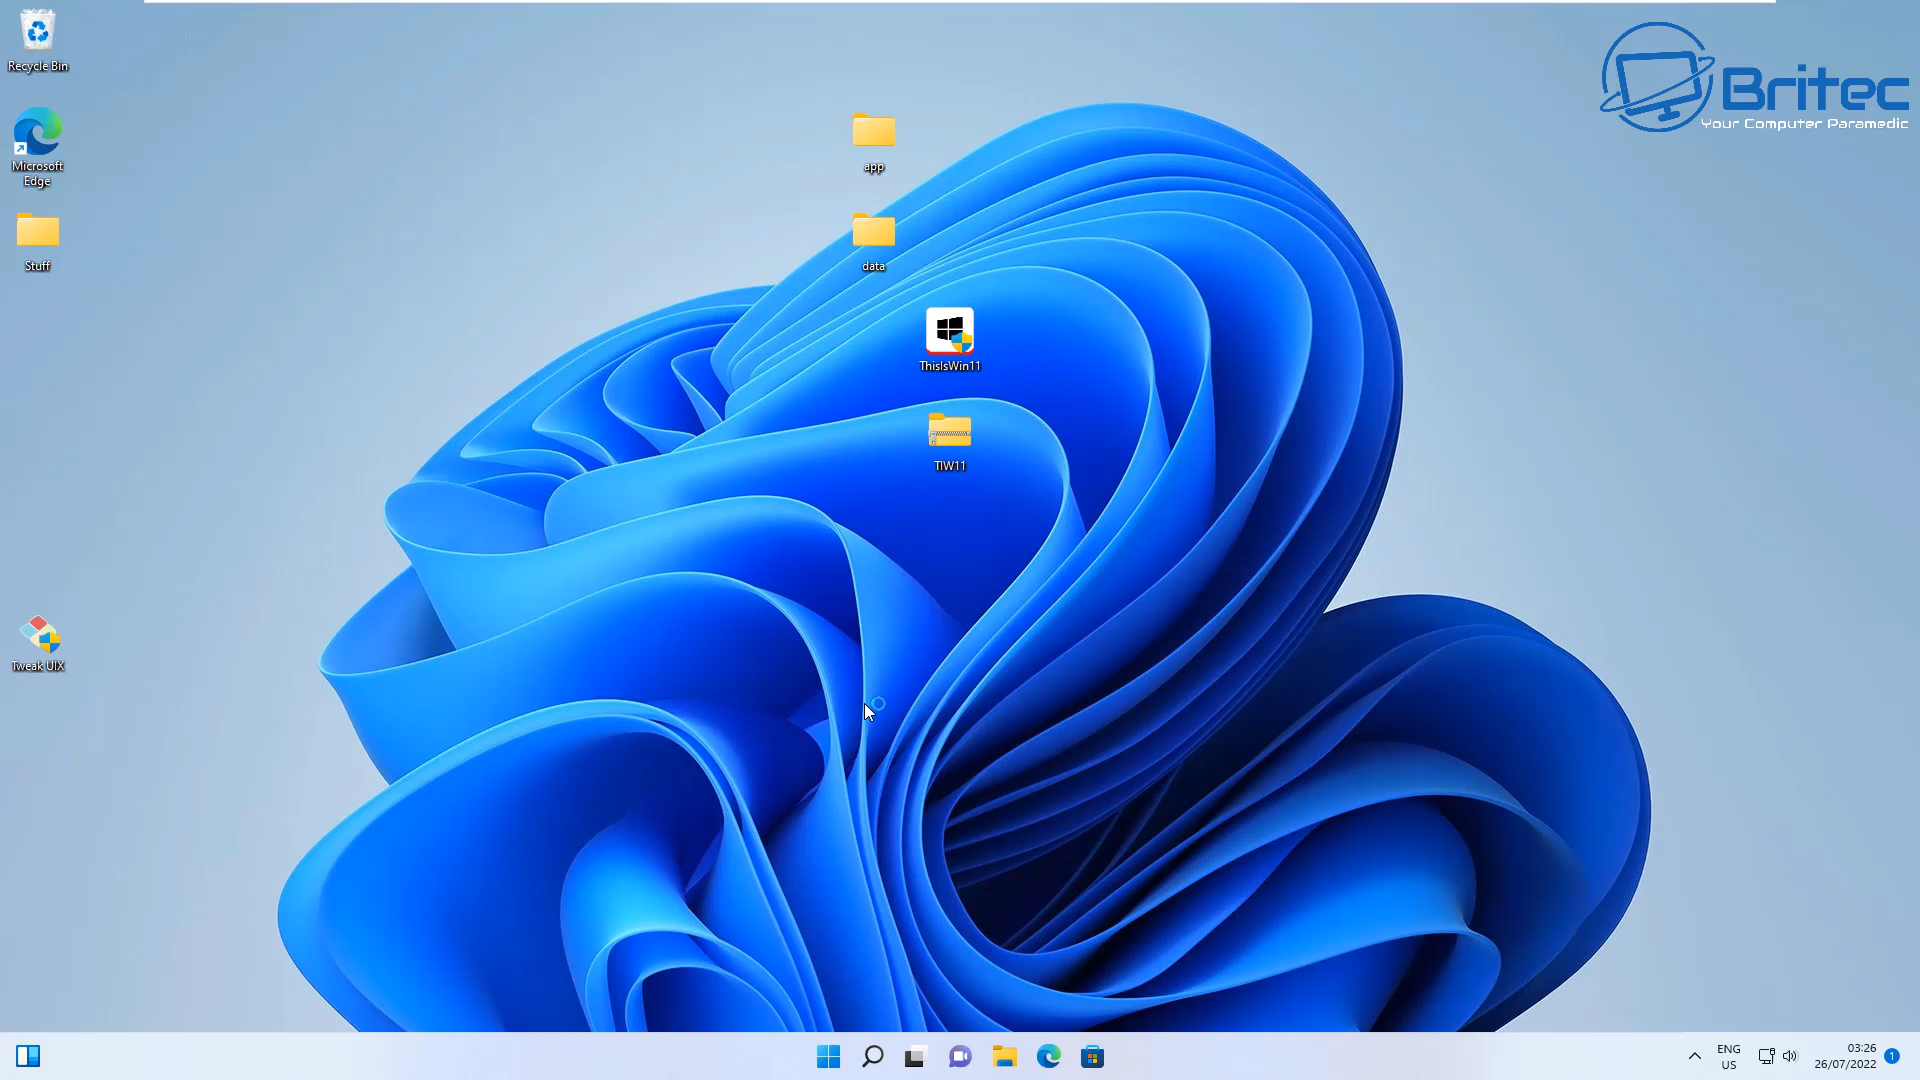 Recycle Bin
Microsoft
Edge
Stuff
Tweak UIX
app
data
ThisIsWin11
TIW11
Britec
Your Computer Paramedic
ENG
US
03:26
26/07/2022
1